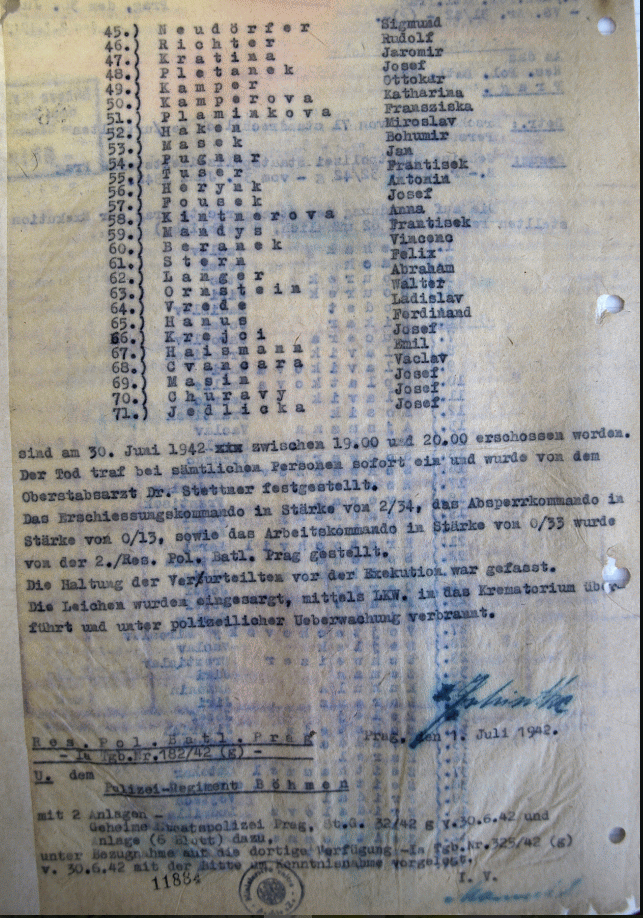 45.) Neudörfer Sigmund
46.) Richter Rudolf
47.) Kratina Jaromir
48.) Pletanek Josef
49.) Kamper Ottokar
50.) Kamperova Katharina
51.) Plaminkova Fransziska
52.) Haken Miroslav
53.) Masek Bohumir
54.) Pugmar Jan
55.) Tuser Frantisek
56.) Herynk Antonin
57.) Fousek Josef
58.) Kintnerova Anna
59.) Mandys Frantisek
60.) Beranek Vincenc
61.) Stern Felix
62.) Langer Abraham
63.) Ornstein Walter
64.) Vrede Ladislav
65.) Hanus Ferdinand
66.) Krejci Josef
67.) Haismann Emil
68.) Cvancara Vaclav
69.) Masin Josef
70.) Churavy Josef
71.) Jedlicka Josef
sind am 30. Juni 1942 zwischen 19.00 und 20.00 erschossen worden.
Der Tod traf bei sämtlichen Personen sofort ein und wurde von dem
Oberstabsarzt Dr. Stettner festgestellt.
Das Erschiessungskommando in Stärke von 2/34, das Absperrkommando in
Stärke von 0/13, sowie das Arbeitskommando in Stärke von 0/33 wurde
von der 2./Res. Pol. Batl. Prag gestellt.
Die Haltung der Verurteilten vor der Exekution war gefasst.
Die Leichen wurden eingesargt, mittels LKW. in das Krematorium über-
führt und unter polizeilicher Ueberwachung verbrannt.
Res. Pol. Batl. Prag Prag, den 1. Juli 1942.
- Ia Tgb.Nr.182/42 (g) -
U. dem
Polizei-Regiment Böhmen
mit 2 Anlagen -
Geheime Staatspolizei Prag, St.G. 32/42 g v.30.6.42 und
Anlage (6 Blatt) dazu,
unter Bezugnahme auf die dortige Verfügung -Ia Tgb.Nr.325/42 (g)
v. 30.6.42 mit der Bitte um Kenntnisnahme vorgelegt.
11884 I. V.